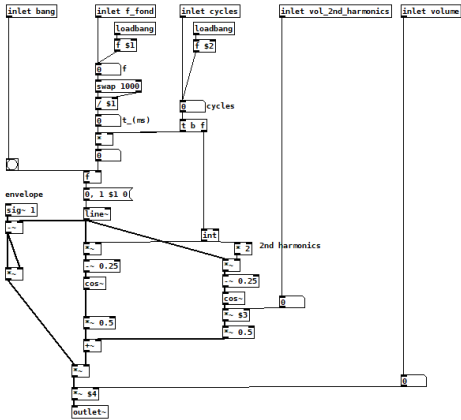 inlet bang
inlet f_fond
inlet cycles
inlet vol_2nd_harmonics
inlet volume
loadbang
loadbang
f $1
f $2
0
f
swap 1000
/ $1
0
cycles
0
t_(ms)
t b f
*
0
f
envelope
0, 1 $1 0
sig~ 1
line~
-~
int
*~
* 2
2nd harmonics
-~ 0.25
*~
*~
cos~
-~ 0.25
cos~
0
*~ $3
*~ 0.5
*~ 0.5
+~
*~
0
*~ $4
outlet~